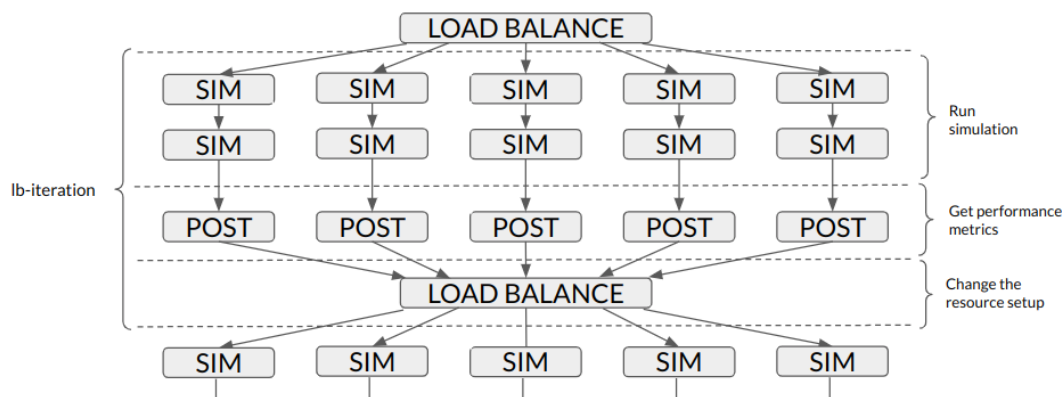 LOAD BALANCE
SIM SIM SIM SIM SIM
Run
simulation
SIM SIM SIM SIM SIM
lb-iteration
POST POST POST POST POST
Get performance
metrics
LOAD BALANCE
Change the
resource setup
SIM SIM SIM SIM SIM